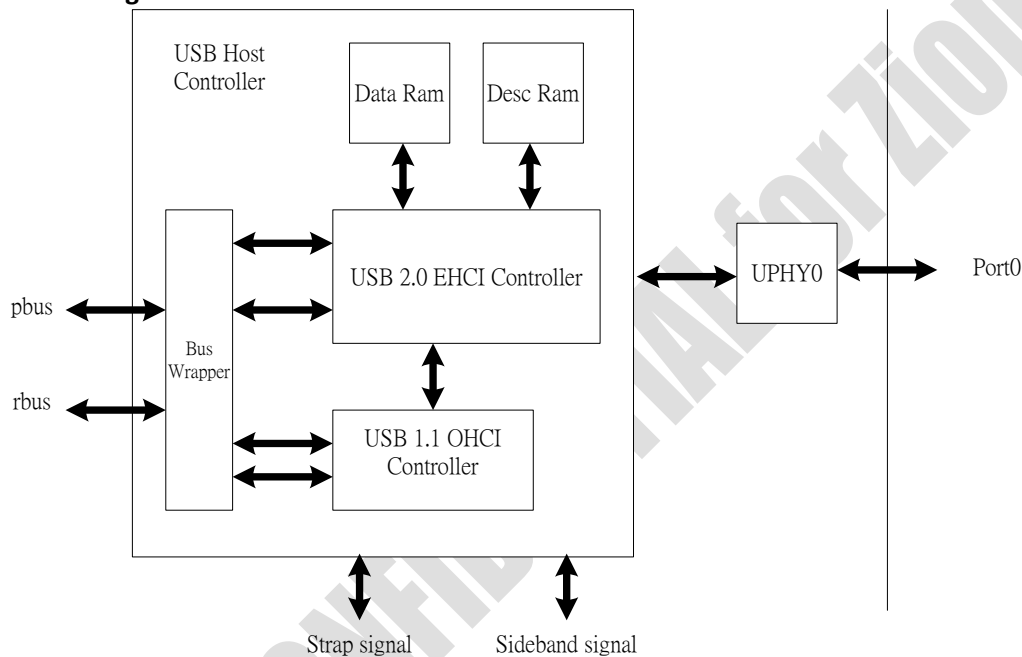 USB Host
Controller
Data Ram
Desc Ram
USB 2.0 EHCI Controller
UPHY0
Port0
pbus
Bus
Wrapper
rbus
USB 1.1 OHCI
Controller
Strap signal
Sideband signal
for